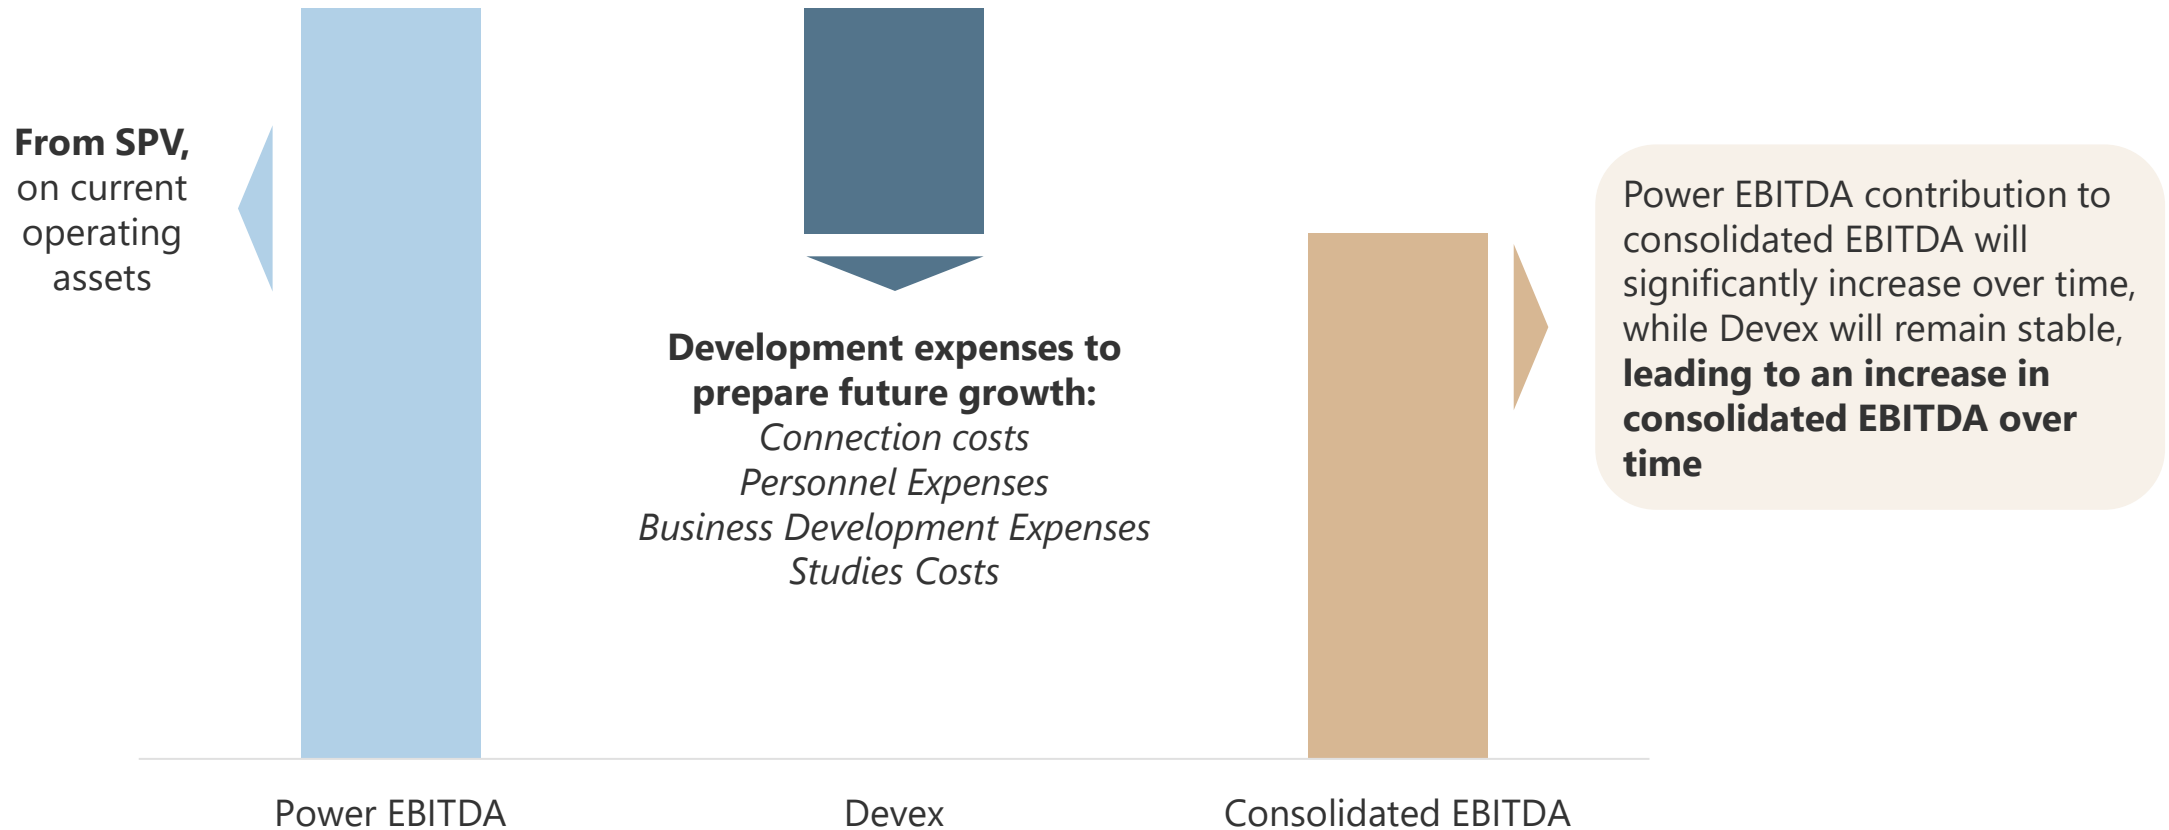 From SPV,
on current
operating
assets
Development expenses to
prepare future growth:
Connection costs
Personnel Expenses
Business Development Expenses
Studies Costs
Power EBITDA contribution to
consolidated EBITDA will
significantly increase over time,
while Devex will remain stable,
leading to an increase in
consolidated EBITDA over
time
Power EBITDA
Devex
Consolidated EBITDA